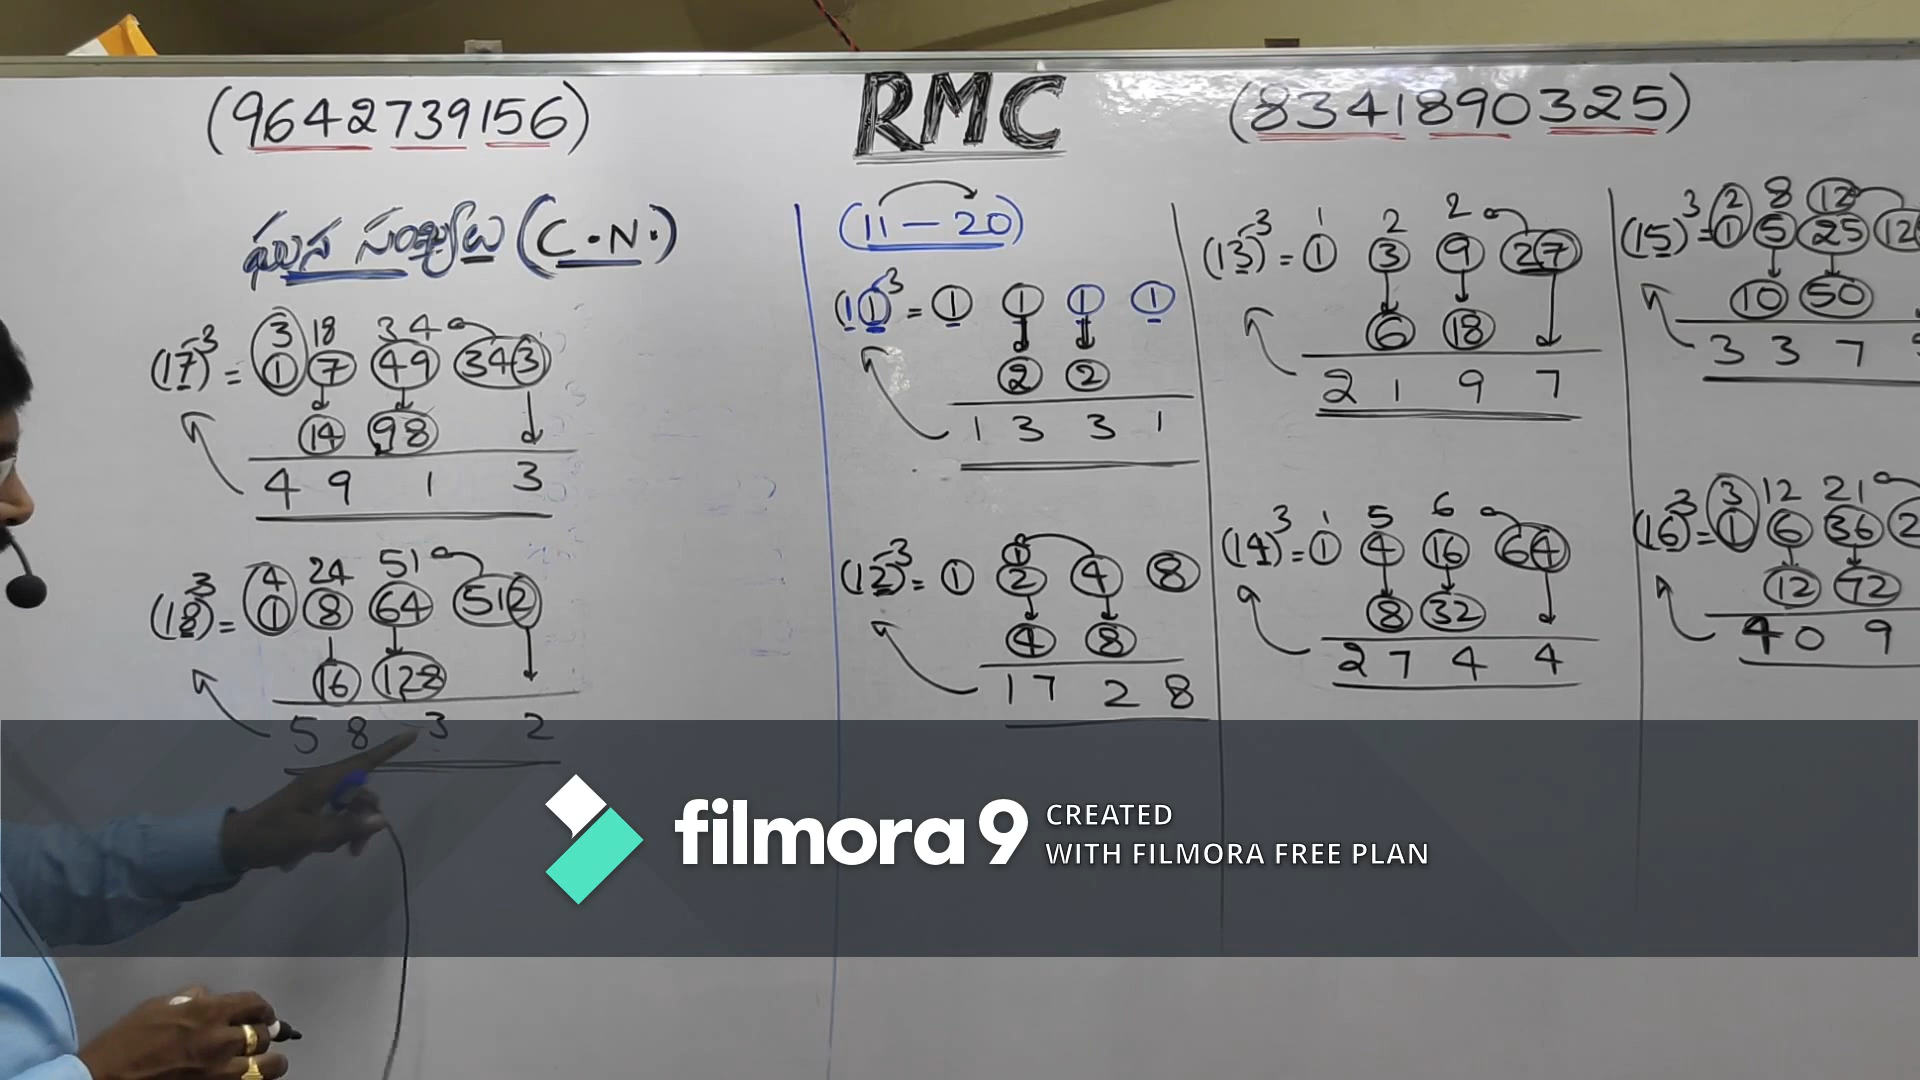 (9642739156)
RMC
(8341890325)
ఘన సంఖ్యలు (C.N.)
3 18 34
(17)³ = 1 7 49 343
14 98
4 9 1 3
4 24 51
(18)³ = 1 8 64 512
16 128
5 8 3 2
(11 – 20)
(11)³ = 1 1 1 1
2 2
1 3 3 1
1
(12)³ = 1 2 4 8
4 8
1 7 2 8
1 2 2
(13)³ = 1 3 9 27
6 18
2 1 9 7
1 5 6
(14)³ = 1 4 16 64
8 32
2 7 4 4
2 8 12
(15)³ = 1 5 25 12
10 50
3 3 7
3 12 21
(16)³ = 1 6 36 2
12 72
4 0 9
filmora 9
CREATED
WITH FILMORA FREE PLAN